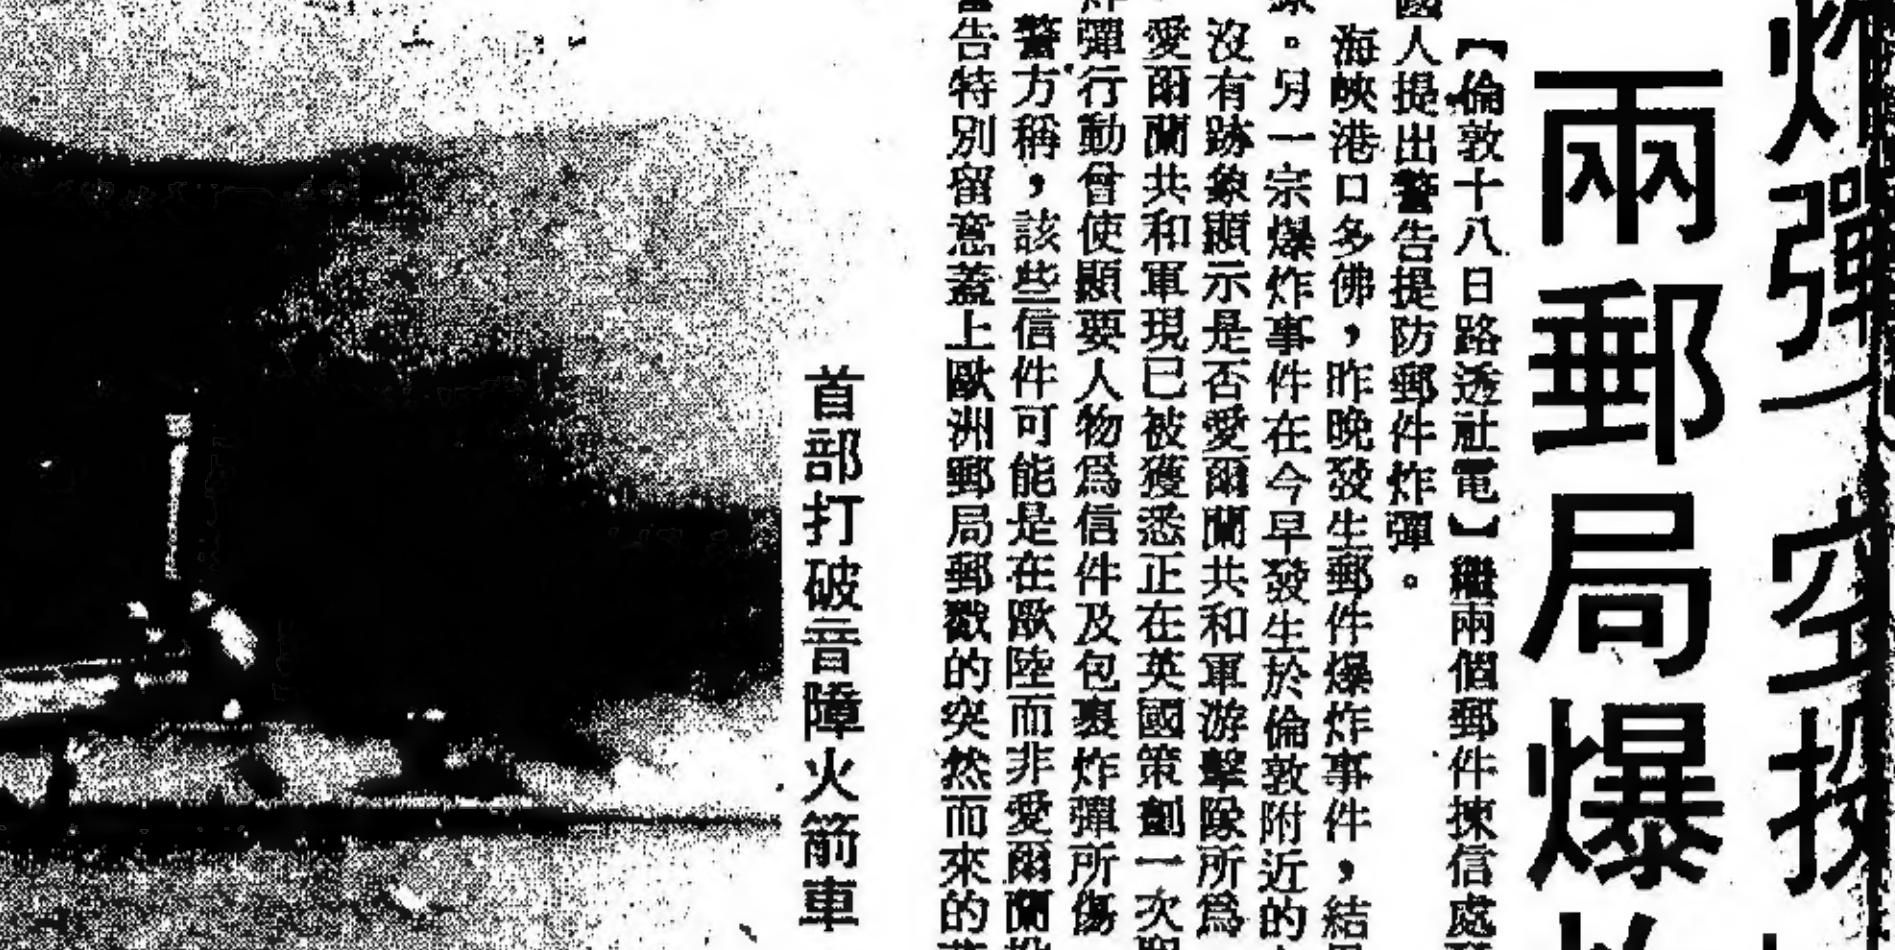 炸彈
空投
兩郵局爆炸
【倫敦十八日路透社電】繼兩個郵件揀信處
國人提出警告提防郵件炸彈。
海峽港口多佛，昨晚發生郵件爆炸事件，結
。另一宗爆炸事件在今早發生於倫敦附近的
沒有跡象顯示是否愛爾蘭共和軍游擊隊所為
愛爾蘭共和軍現已被獲悉正在英國策劃一次
炸彈行動曾使顯要人物爲信件及包裹炸彈所傷
警方稱，該些信件可能是在歐陸而非愛爾蘭
告特別留意蓋上歐洲郵局郵戳的突然而來的
首部打破音障火箭車